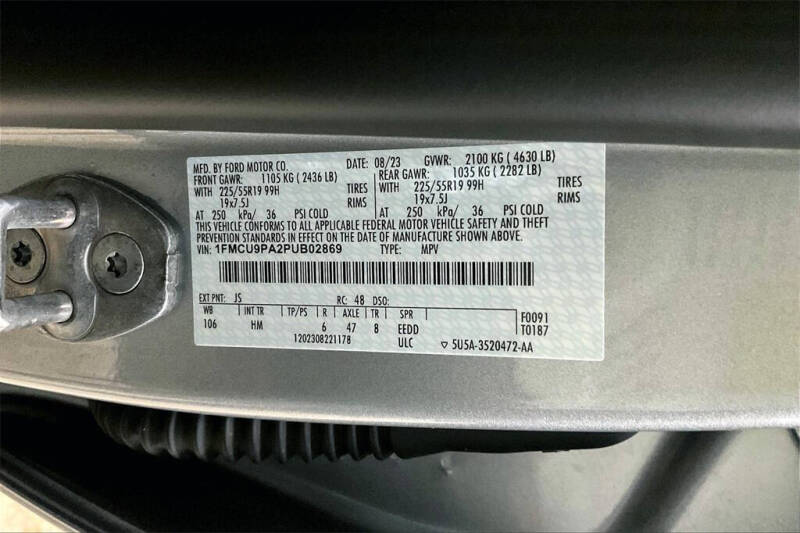 MFD. BY FORD MOTOR CO. DATE: 08/23 GVWR: 2100 KG ( 4630 LB)
FRONT GAWR: 1105 KG ( 2436 LB) REAR GAWR: 1035 KG ( 2282 LB)
WITH 225/55R19 99H TIRES WITH 225/55R19 99H TIRES
19x7.5J RIMS 19x7.5J RIMS
AT 250 kPa/ 36 PSI COLD AT 250 kPa/ 36 PSI COLD
THIS VEHICLE CONFORMS TO ALL APPLICABLE FEDERAL MOTOR VEHICLE SAFETY AND THEFT
PREVENTION STANDARDS IN EFFECT ON THE DATE OF MANUFACTURE SHOWN ABOVE.
VIN: 1FMCU9PA2PUB02869 TYPE: MPV
EXT PNT: JS RC: 48 DSO:
WB INT TR TP/PS R AXLE TR SPR F0091
106 HM 6 47 8 EEDD T0187
1202308221178 ULC ▽ 5U5A-3520472-AA